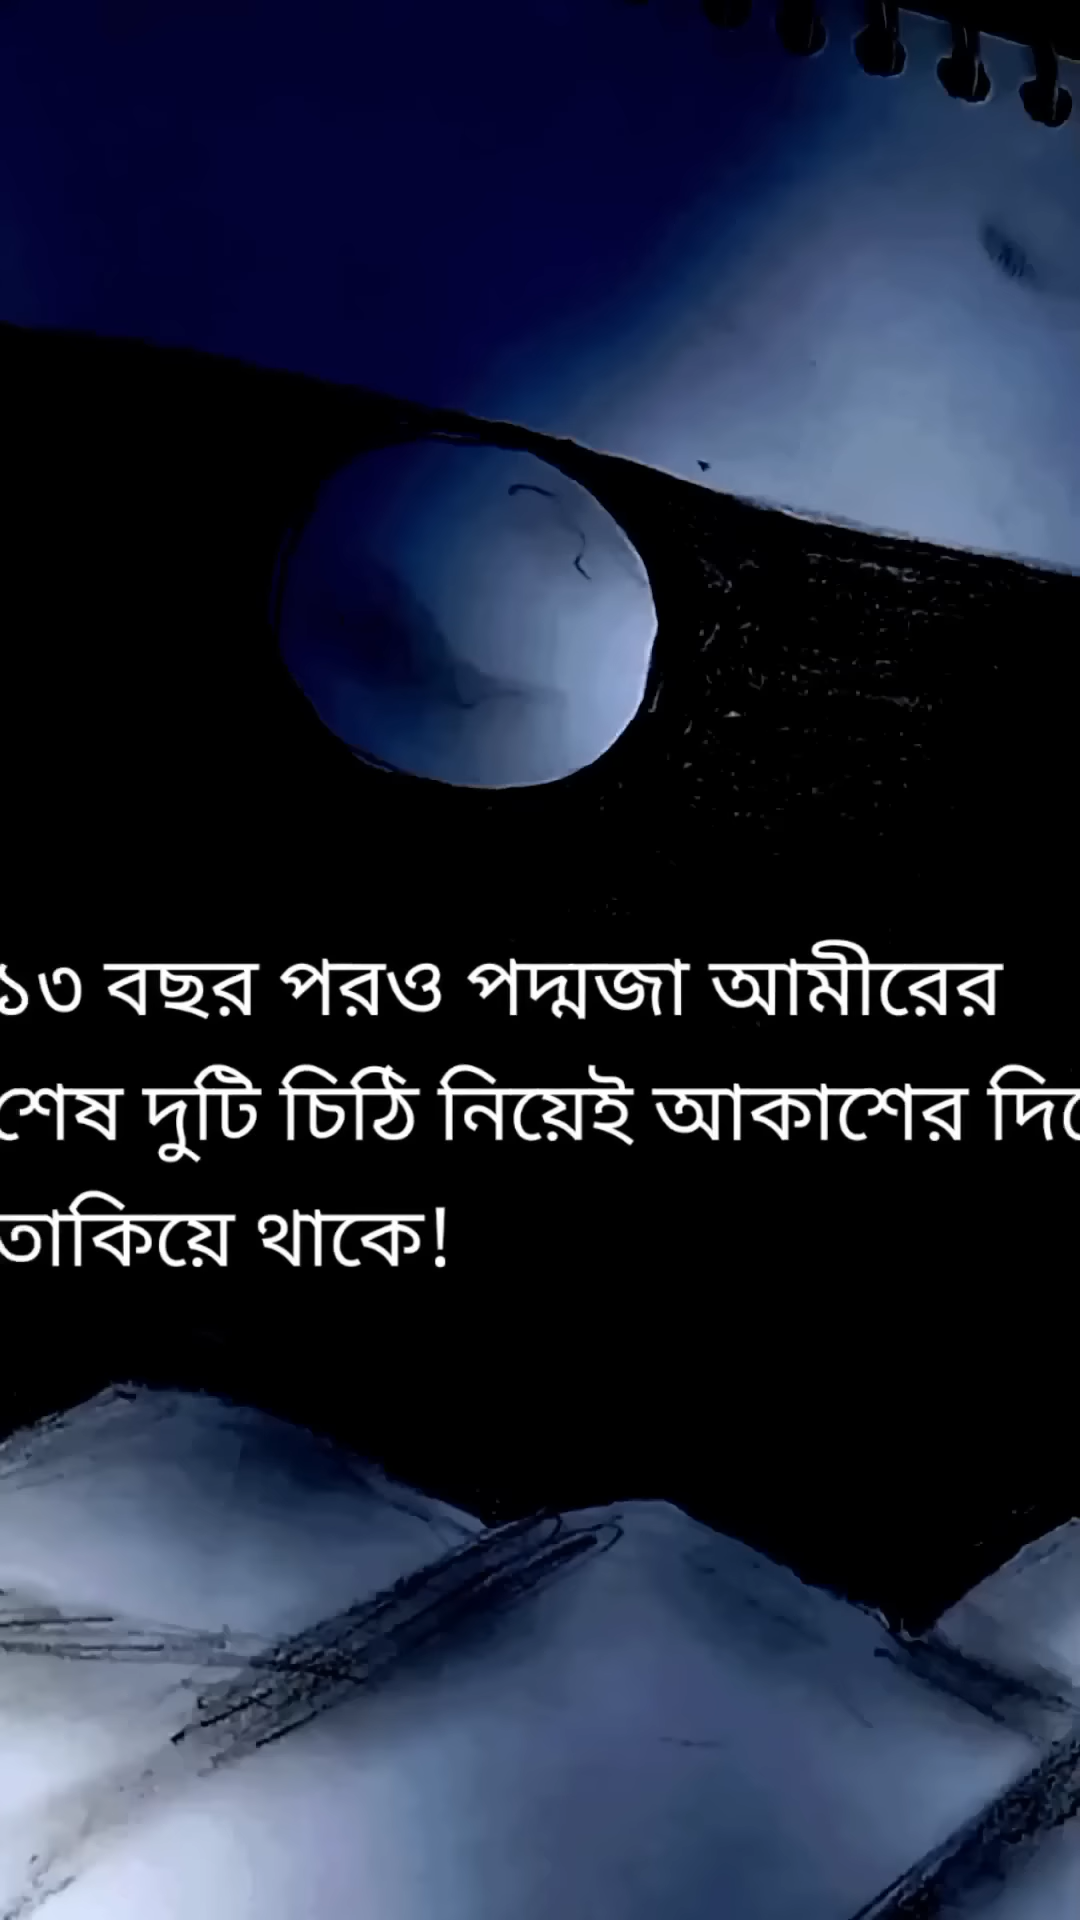 ১৩ বছর পরও পদ্মজা আমীরের
শেষ দুটি চিঠি নিয়েই আকাশের
তাকিয়ে থাকে!